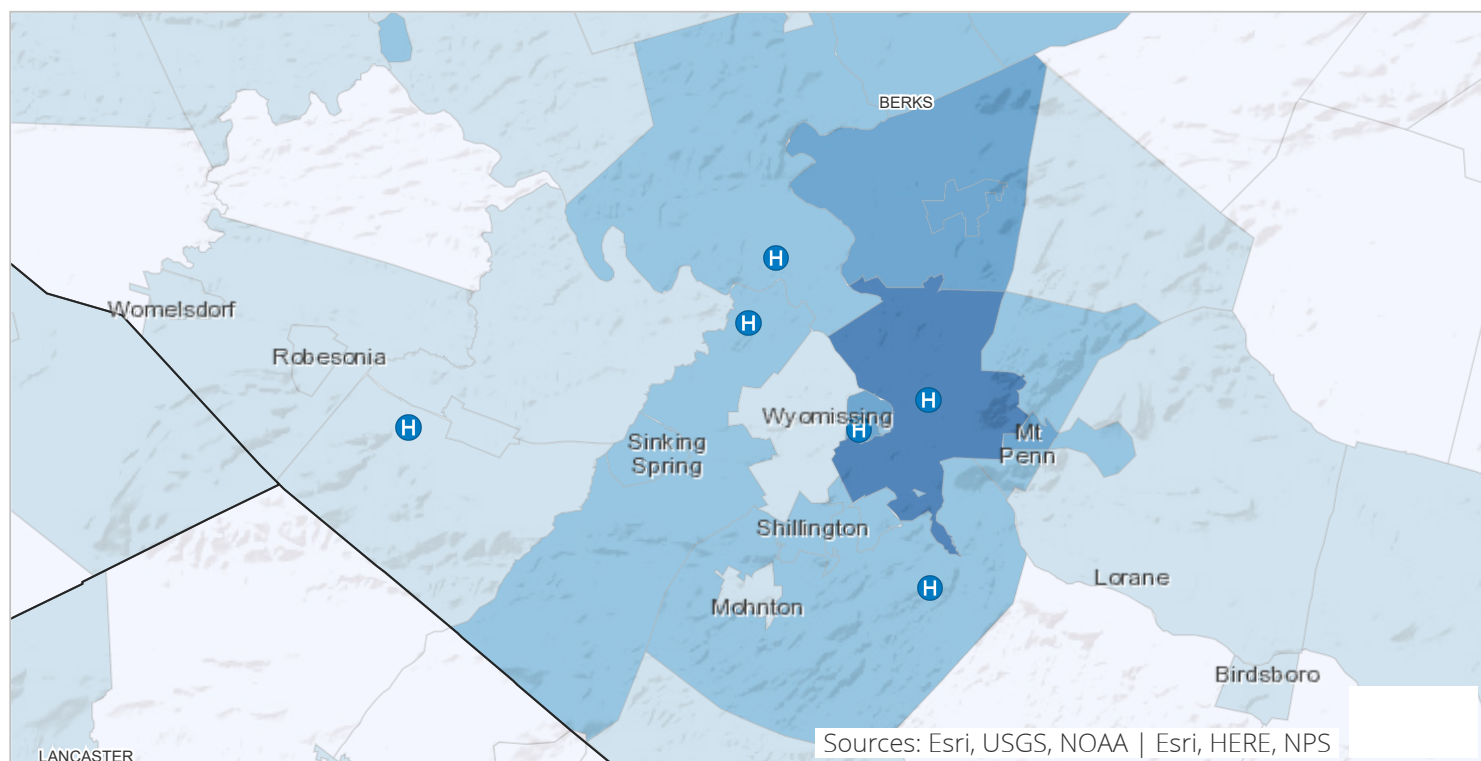 BERKS
Womelsdorf
Robesonia
H
H
H
H
Wyomissing
H
Sinking
Spring
Mt
Penn
Shillington
Lorane
H
Mohnton
Birdsboro
Sources: Esri, USGS, NOAA | Esri, HERE, NPS
LANCASTER